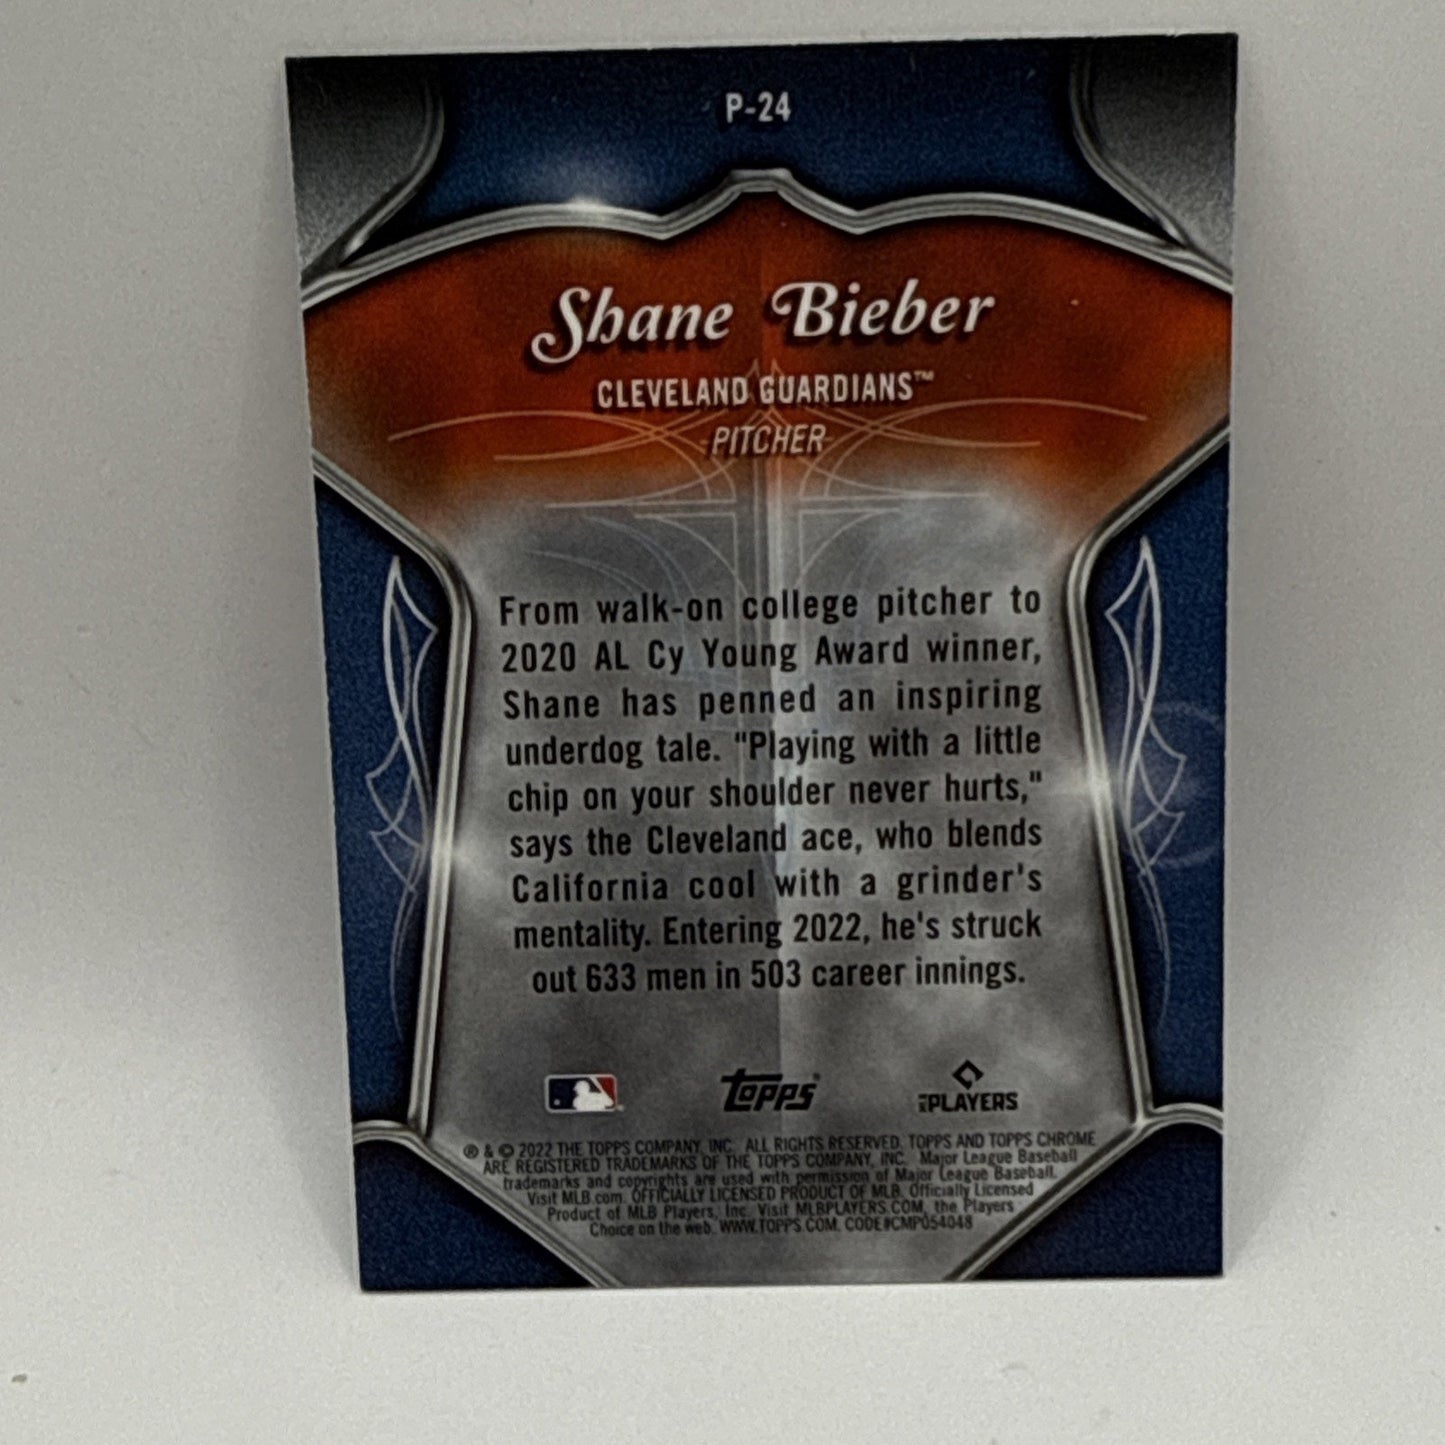 P-24
Shane Bieber
CLEVELAND GUARDIANS™
PITCHER
From walk-on college pitcher to
2020 AL Cy Young Award winner,
Shane has penned an inspiring
underdog tale. "Playing with a little
chip on your shoulder never hurts,"
says the Cleveland ace, who blends
California cool with a grinder's
mentality. Entering 2022, he's struck
out 633 men in 503 career innings.
topps® PLAYERS
® & © 2022 THE TOPPS COMPANY, INC. ALL RIGHTS RESERVED. TOPPS AND TOPPS CHROME
ARE REGISTERED TRADEMARKS OF THE TOPPS COMPANY, INC. Major League Baseball
trademarks and copyrights are used with permission of Major League Baseball.
Visit MLB.com. OFFICIALLY LICENSED PRODUCT OF MLB. Officially Licensed
Product of MLB Players, Inc. Visit MLBPLAYERS.COM, the Players
Choice on the web. WWW.TOPPS.COM. CODE#CMP054048